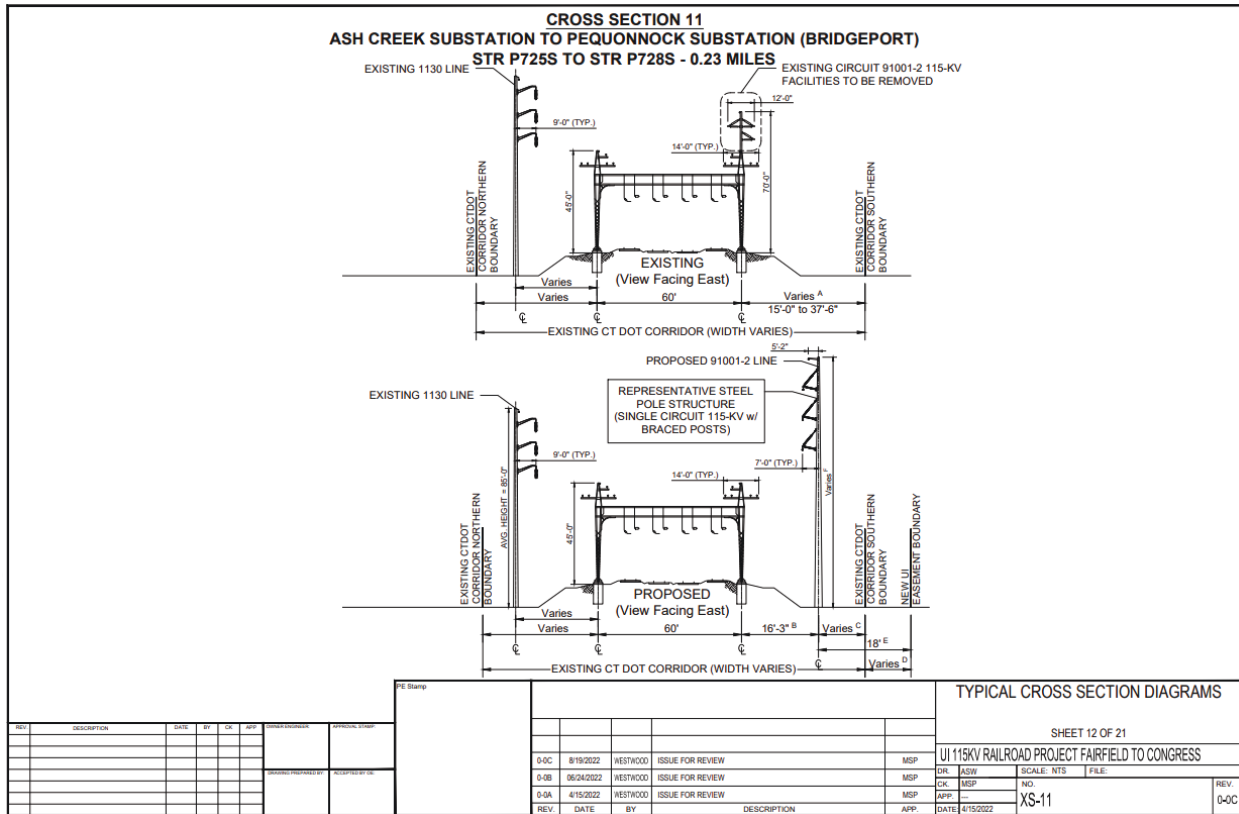 CROSS SECTION 11
ASH CREEK SUBSTATION TO PEQUONNOCK SUBSTATION (BRIDGEPORT)
STR P725S TO STR P728S - 0.23 MILES
EXISTING 1130 LINE
EXISTING CIRCUIT 91001-2 115-KV
FACILITIES TO BE REMOVED
12'-0"
9'-0" (TYP.)
14'-0" (TYP.)
45'-0"
70'-0"
EXISTING CTDOT
CORRIDOR NORTHERN
BOUNDARY
EXISTING CTDOT
CORRIDOR SOUTHERN
BOUNDARY
EXISTING
(View Facing East)
Varies
Varies
60'
Varies A
15'-0" to 37'-6"
EXISTING CT DOT CORRIDOR (WIDTH VARIES)
5'-2"
PROPOSED 91001-2 LINE
EXISTING 1130 LINE
REPRESENTATIVE STEEL
POLE STRUCTURE
(SINGLE CIRCUIT 115-KV w/
BRACED POSTS)
9'-0" (TYP.)
7'-0" (TYP.)
14'-0" (TYP.)
AVG. HEIGHT = 85'-0"
45'-0"
Varies F
EXISTING CTDOT
CORRIDOR NORTHERN
BOUNDARY
EXISTING CTDOT
CORRIDOR SOUTHERN
BOUNDARY
NEW UI
EASEMENT BOUNDARY
PROPOSED
(View Facing East)
Varies
Varies
60'
16'-3" B
Varies C
18' E
Varies D
EXISTING CT DOT CORRIDOR (WIDTH VARIES)
PE Stamp
REV. DESCRIPTION DATE BY CK APP OWNER ENGINEER: APPROVAL STAMP:
DRAWING PREPARED BY: ACCEPTED BY OE:
0-0C 8/19/2022 WESTWOOD ISSUE FOR REVIEW MSP
0-0B 06/24/2022 WESTWOOD ISSUE FOR REVIEW MSP
0-0A 4/15/2022 WESTWOOD ISSUE FOR REVIEW MSP
REV. DATE BY DESCRIPTION APP.
TYPICAL CROSS SECTION DIAGRAMS
SHEET 12 OF 21
UI 115KV RAILROAD PROJECT FAIRFIELD TO CONGRESS
DR. ASW SCALE: NTS FILE:
CK. MSP NO. REV.
APP. --- XS-11 0-0C
DATE: 4/15/2022